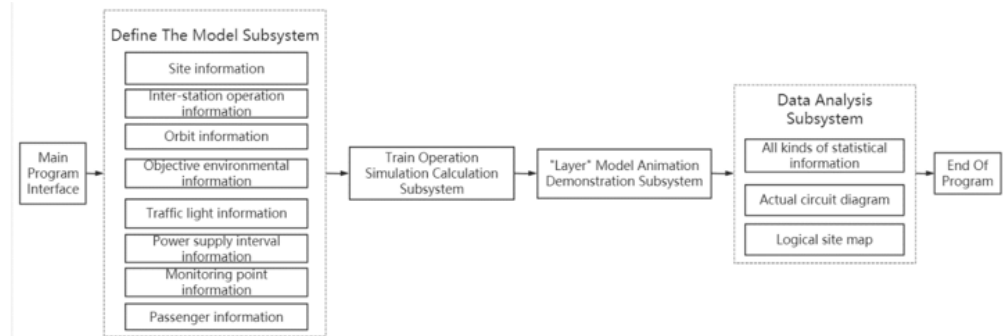 Main
Program
Interface
Define The Model Subsystem
Site information
Inter-station operation
information
Orbit information
Objective environmental
information
Traffic light information
Power supply interval
information
Monitoring point
information
Passenger information
Train Operation
Simulation Calculation
Subsystem
"Layer" Model Animation
Demonstration Subsystem
Data Analysis
Subsystem
All kinds of statistical
information
Actual circuit diagram
Logical site map
End Of
Program